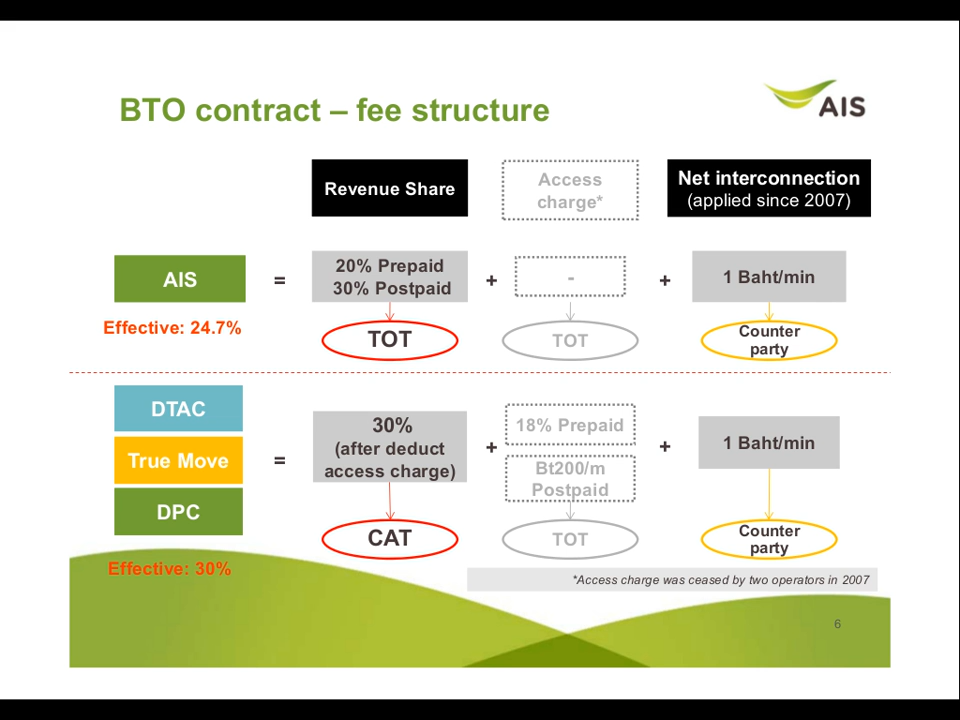 BTO contract – fee structure
AIS
Revenue Share
Access
charge*
Net interconnection
(applied since 2007)
AIS
=
20% Prepaid
30% Postpaid
+
-
+
1 Baht/min
Effective: 24.7%
TOT
TOT
Counter
party
DTAC
True Move
DPC
=
30%
(after deduct
access charge)
+
18% Prepaid
Bt200/m
Postpaid
+
1 Baht/min
CAT
TOT
Counter
party
Effective: 30%
*Access charge was ceased by two operators in 2007
6